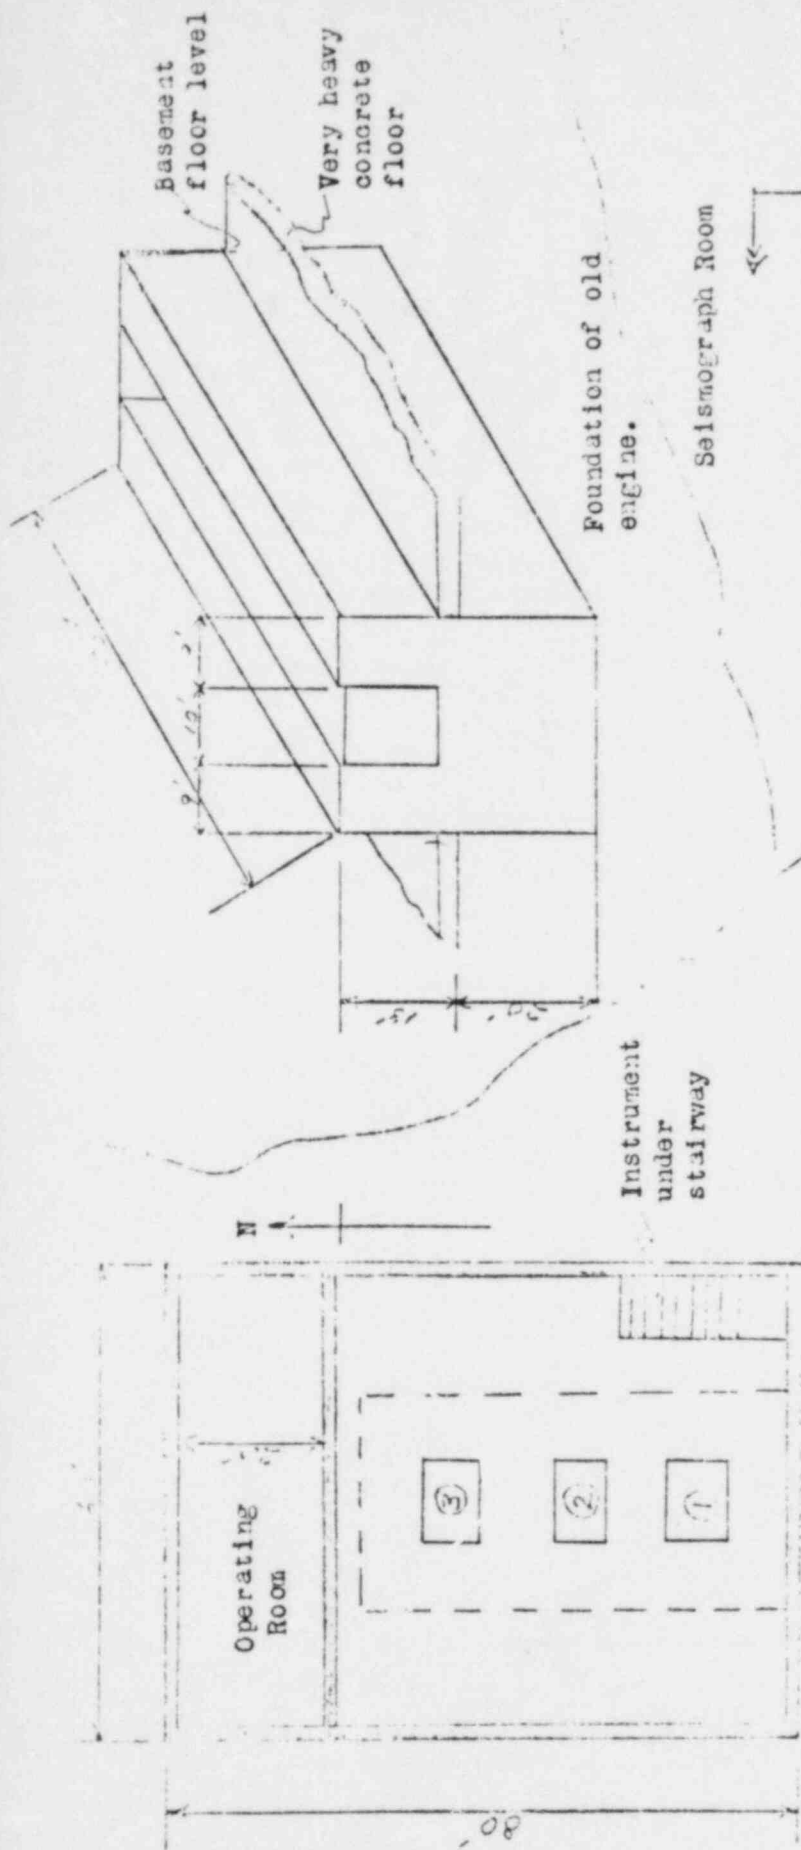 Basement
floor level
Very heavy
concrete
floor
Foundation of old
engine.
Seismograph Room
Instrument
under
stairway
N
Operating
Room
3
2
1
80'